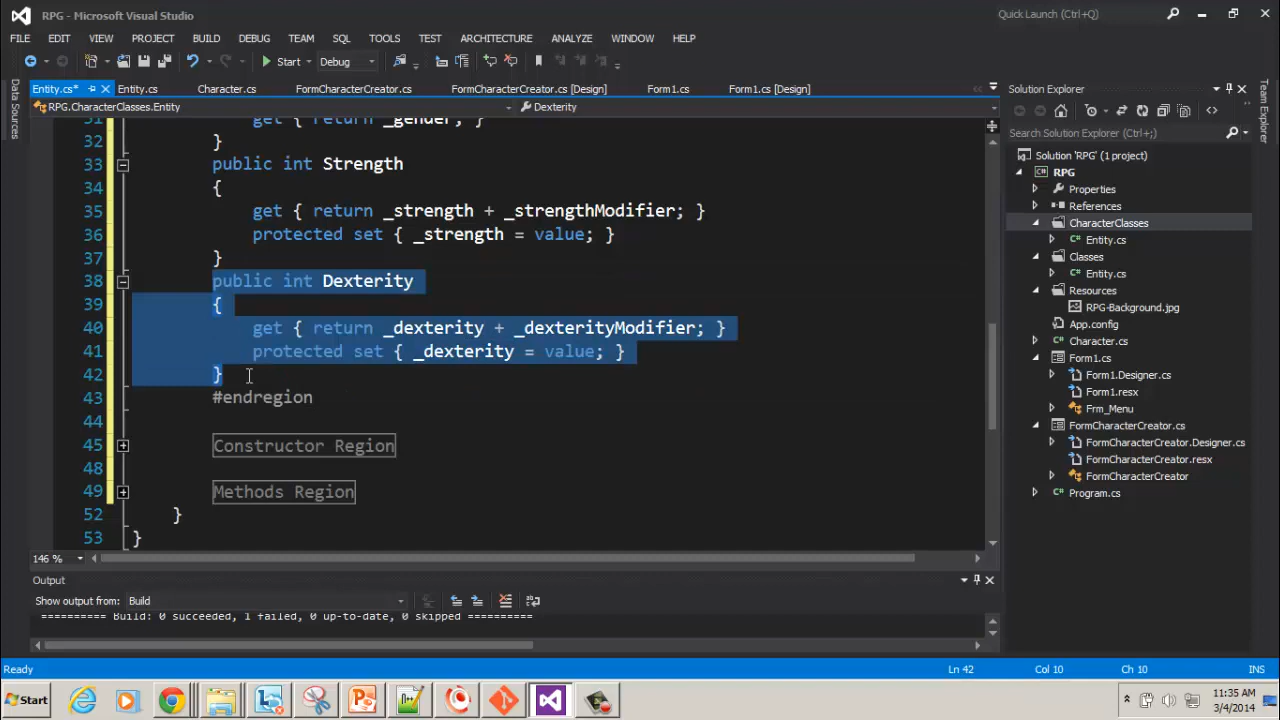 RPG - Microsoft Visual Studio
Quick Launch (Ctrl+Q)
FILE EDIT VIEW PROJECT BUILD DEBUG TEAM SQL TOOLS TEST ARCHITECTURE ANALYZE WINDOW HELP
Start Debug
Data Sources
Entity.cs* Entity.cs Character.cs FormCharacterCreator.cs FormCharacterCreator.cs [Design] Form1.cs Form1.cs [Design]
RPG.CharacterClasses.Entity Dexterity
31 get { return _gender; }
32 }
33 public int Strength
34 {
35 get { return _strength + _strengthModifier; }
36 protected set { _strength = value; }
37 }
38 public int Dexterity
39 {
40 get { return _dexterity + _dexterityModifier; }
41 protected set { _dexterity = value; }
42 }
43 #endregion
44
45 Constructor Region
48
49 Methods Region
52 }
53 }
146 %
Output
Show output from: Build
========== Build: 0 succeeded, 1 failed, 0 up-to-date, 0 skipped ==========
Solution Explorer
Search Solution Explorer (Ctrl+;)
Solution 'RPG' (1 project)
RPG
Properties
References
CharacterClasses
Entity.cs
Classes
Entity.cs
Resources
RPG-Background.jpg
App.config
Character.cs
Form1.cs
Form1.Designer.cs
Form1.resx
Frm_Menu
FormCharacterCreator.cs
FormCharacterCreator.Designer.cs
FormCharacterCreator.resx
FormCharacterCreator
Program.cs
Team Explorer
Ready Ln 42 Col 10 Ch 10 INS
Start
11:35 AM
3/4/2014